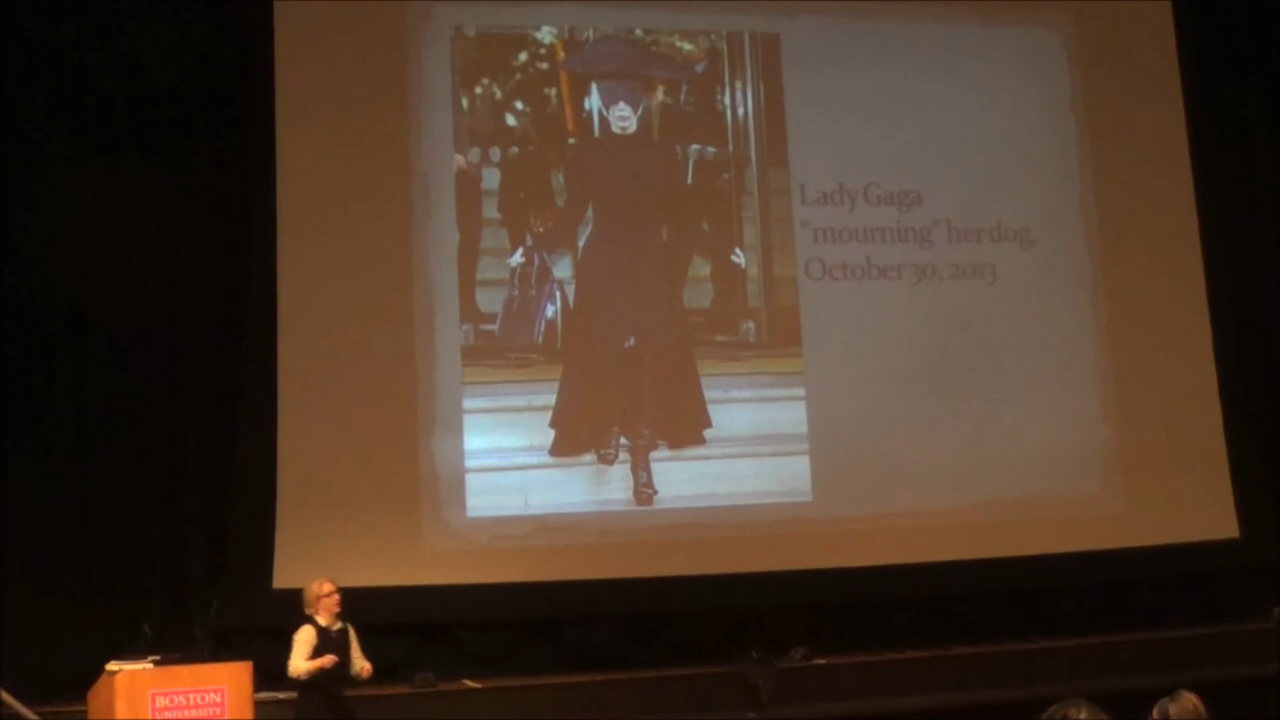 Lady Gaga
"mourning" her dog,
October 30, 2013
BOSTON
UNIVERSITY